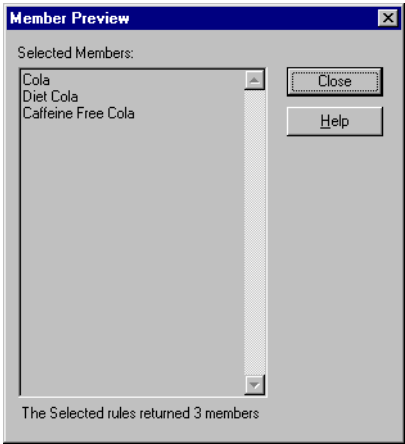 Member Preview
Selected Members:
Cola
Diet Cola
Caffeine Free Cola
Close
Help
The Selected rules returned 3 members